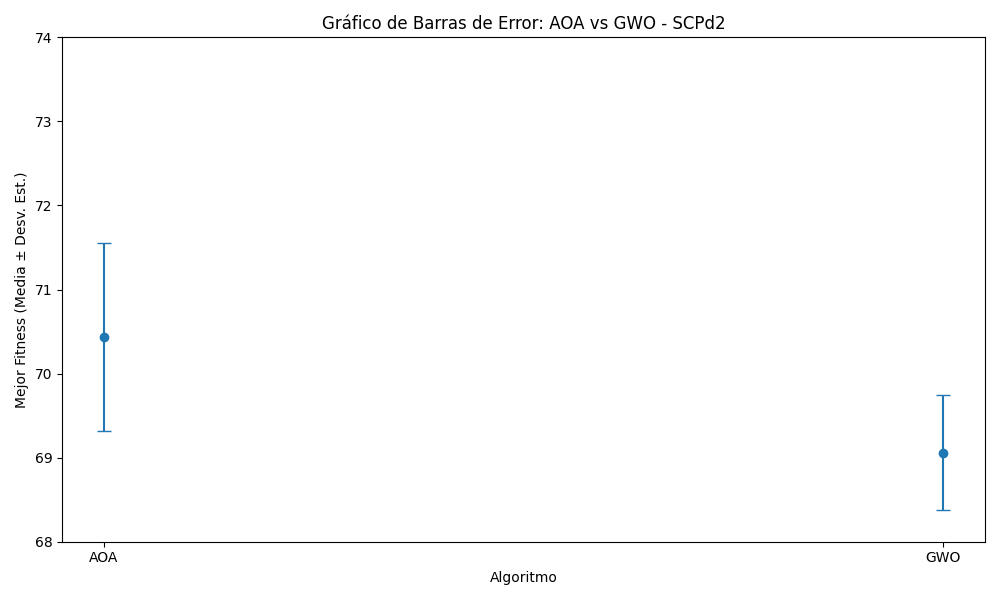 Gráfico de Barras de Error: AOA vs GWO - SCPd2
Mejor Fitness (Media ± Desv. Est.)
74
73
72
71
70
69
68
AOA
GWO
Algoritmo